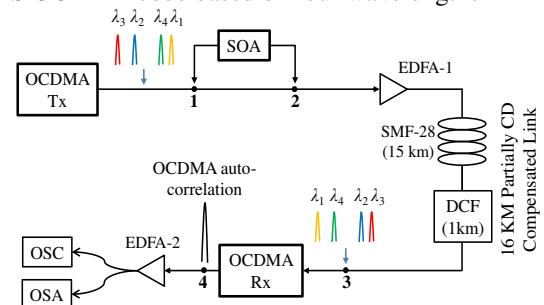 λ3 λ2 λ4 λ1
SOA
OCDMA
Tx
1
2
EDFA-1
SMF-28
(15 km)
DCF
(1km)
16 KM Partially CD
Compensated Link
OCDMA auto-
correlation
λ1 λ4 λ2 λ3
EDFA-2
OSC
OSA
4
OCDMA
Rx
3